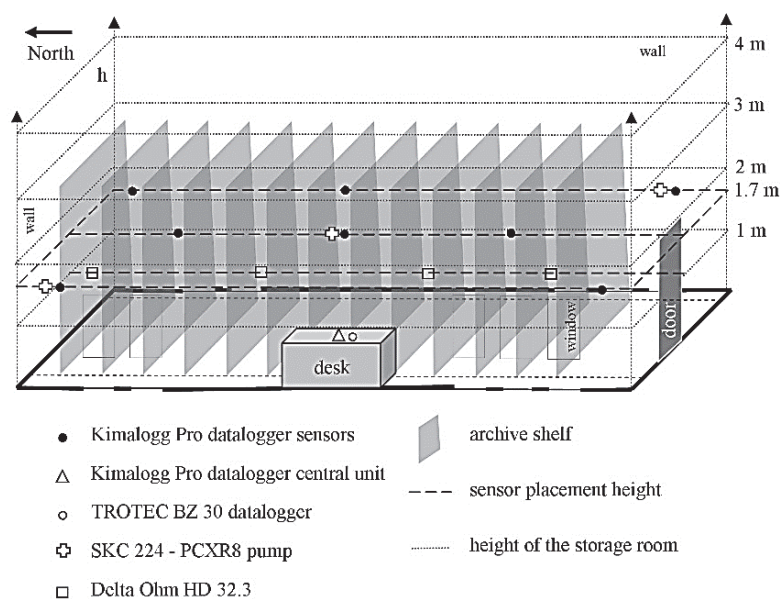 North
h
wall
4 m
3 m
2 m
1.7 m
1 m
wall
window
door
desk
Kimalogg Pro datalogger sensors
Kimalogg Pro datalogger central unit
TROTEC BZ 30 datalogger
SKC 224 - PCXR8 pump
Delta Ohm HD 32.3
archive shelf
sensor placement height
height of the storage room